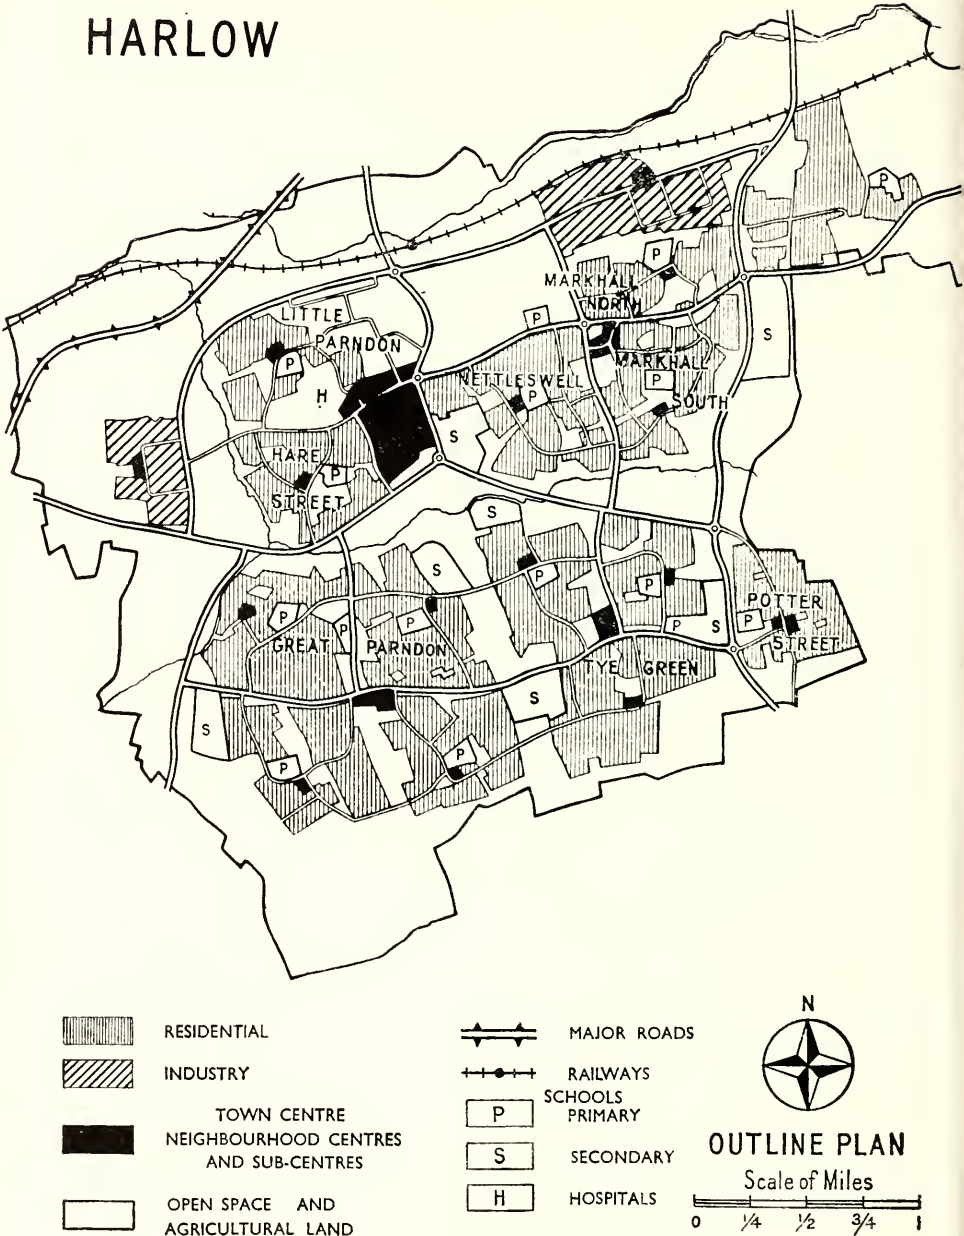 HARLOW
P
MARKHALL
NORTH
P
P
LITTLE
PARNDON
P
H
S
MARKHALL
P
SOUTH
NETTLESWELL
P
S
HARE
P
STREET
S
S
P
P
POTTER
P
STREET
P
S
P
P
P
GREAT
PARNDON
TYE
GREEN
S
S
P
P
RESIDENTIAL
INDUSTRY
TOWN CENTRE
NEIGHBOURHOOD CENTRES
AND SUB-CENTRES
OPEN SPACE AND
AGRICULTURAL LAND
MAJOR ROADS
RAILWAYS
SCHOOLS
P PRIMARY
S SECONDARY
H HOSPITALS
N
OUTLINE PLAN
Scale of Miles
0 1/4 1/2 3/4 1